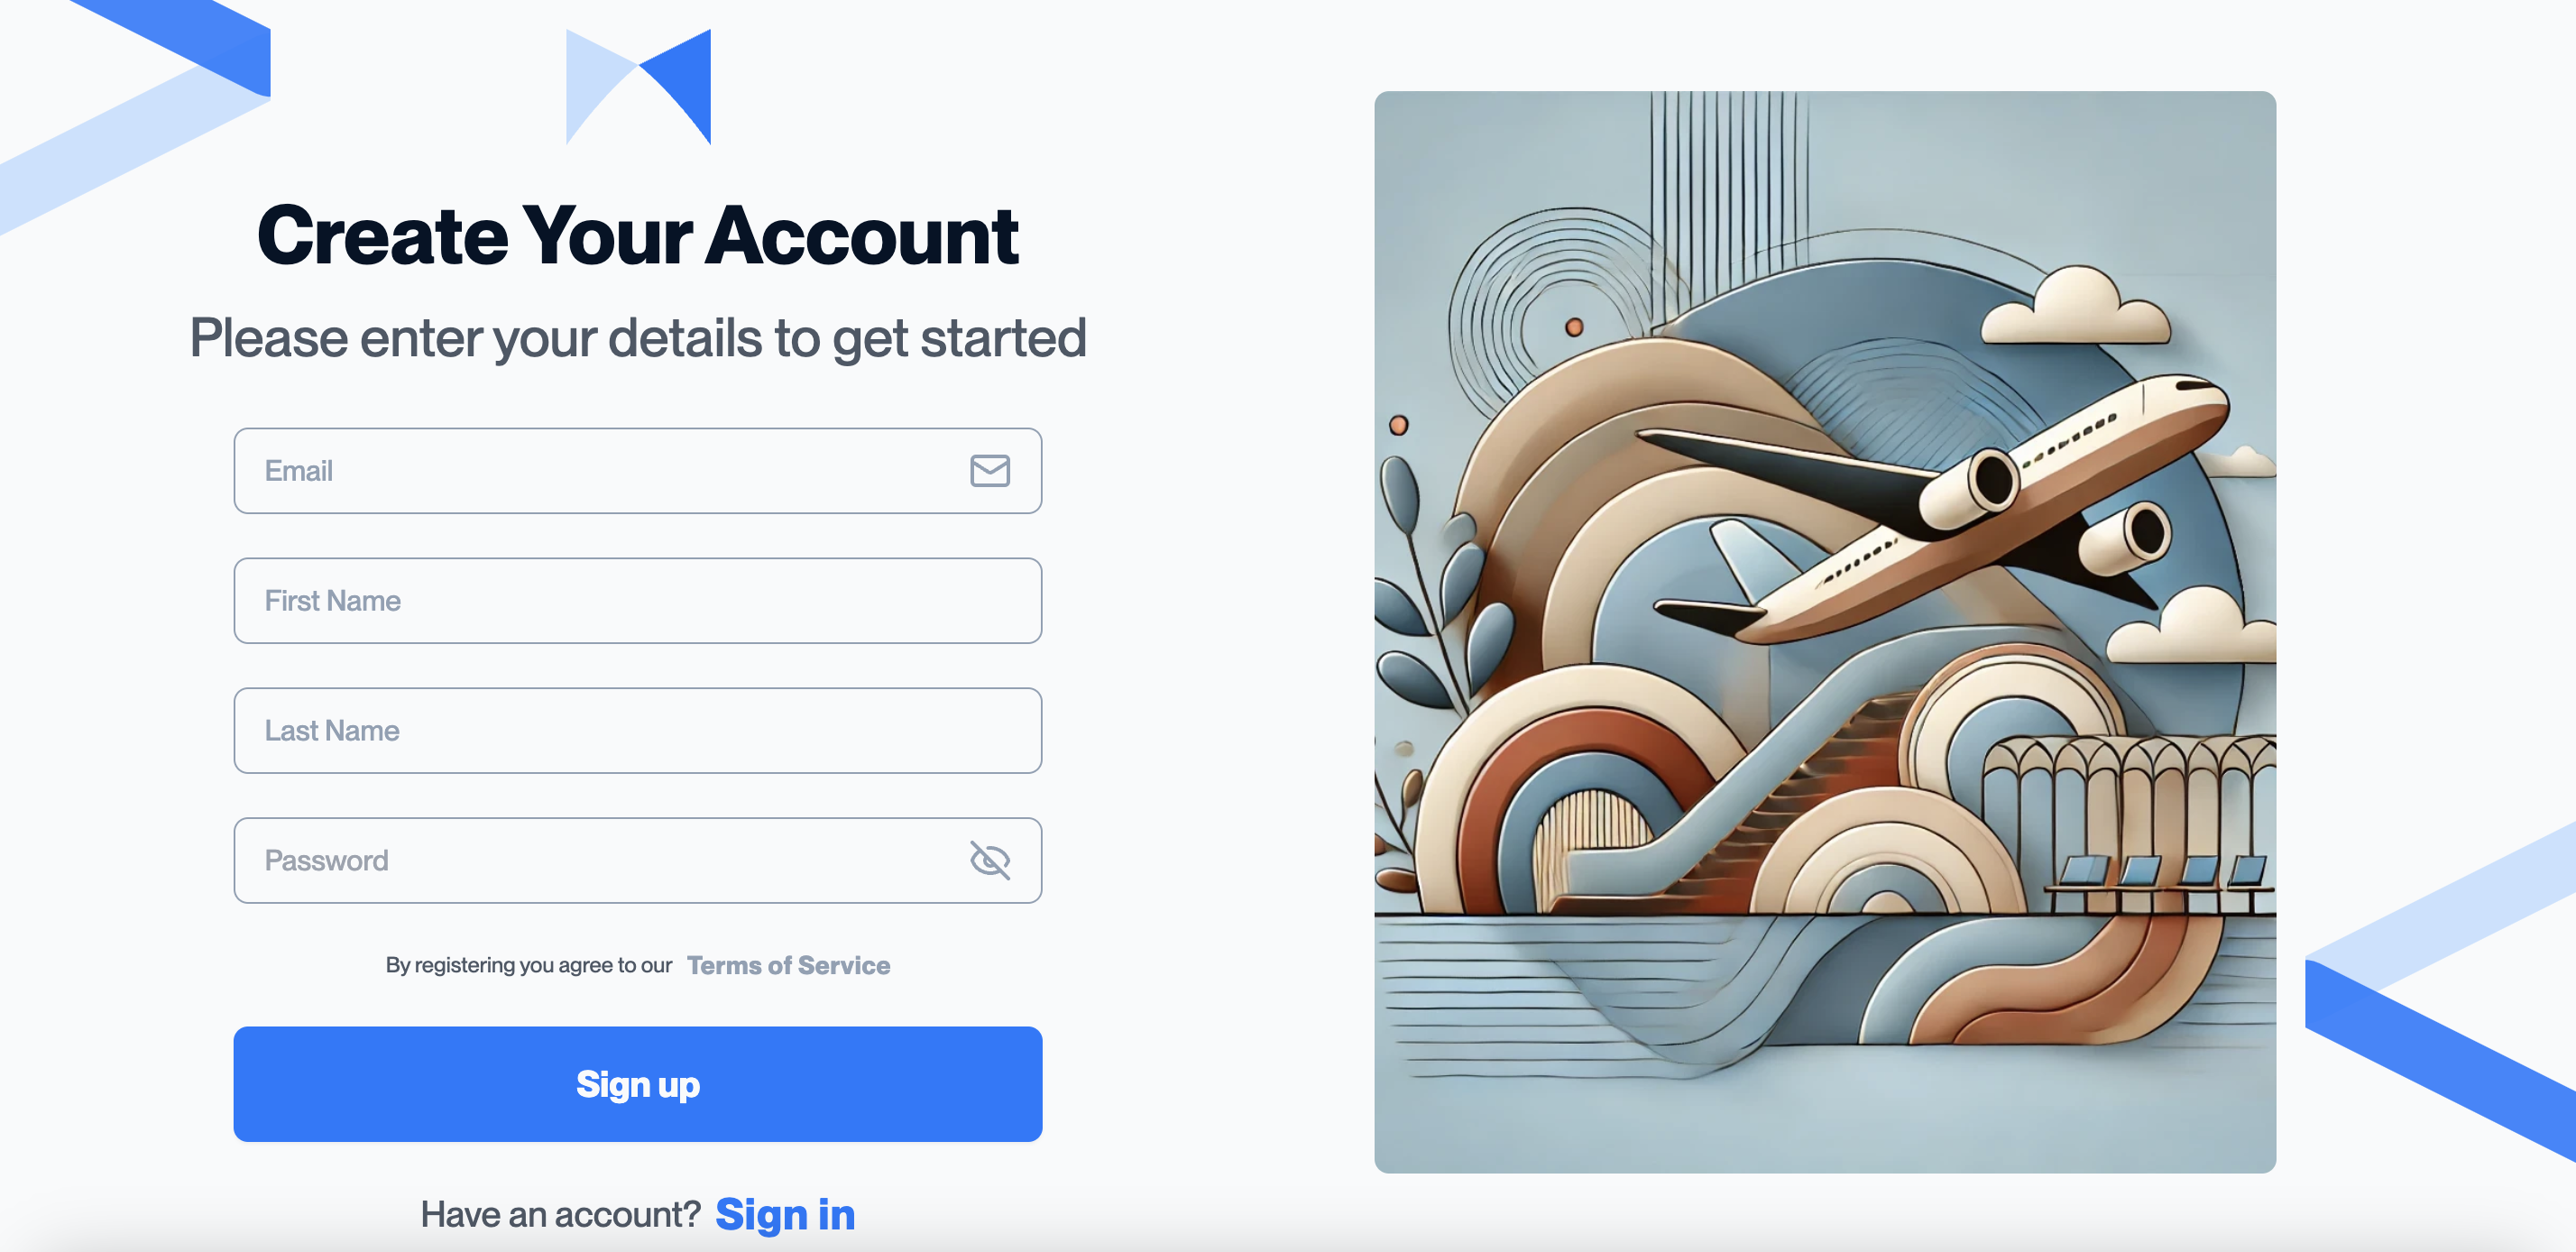 Create Your Account
Please enter your details to get started
Email
First Name
Last Name
Password
By registering you agree to our Terms of Service
Sign up
Have an account? Sign in